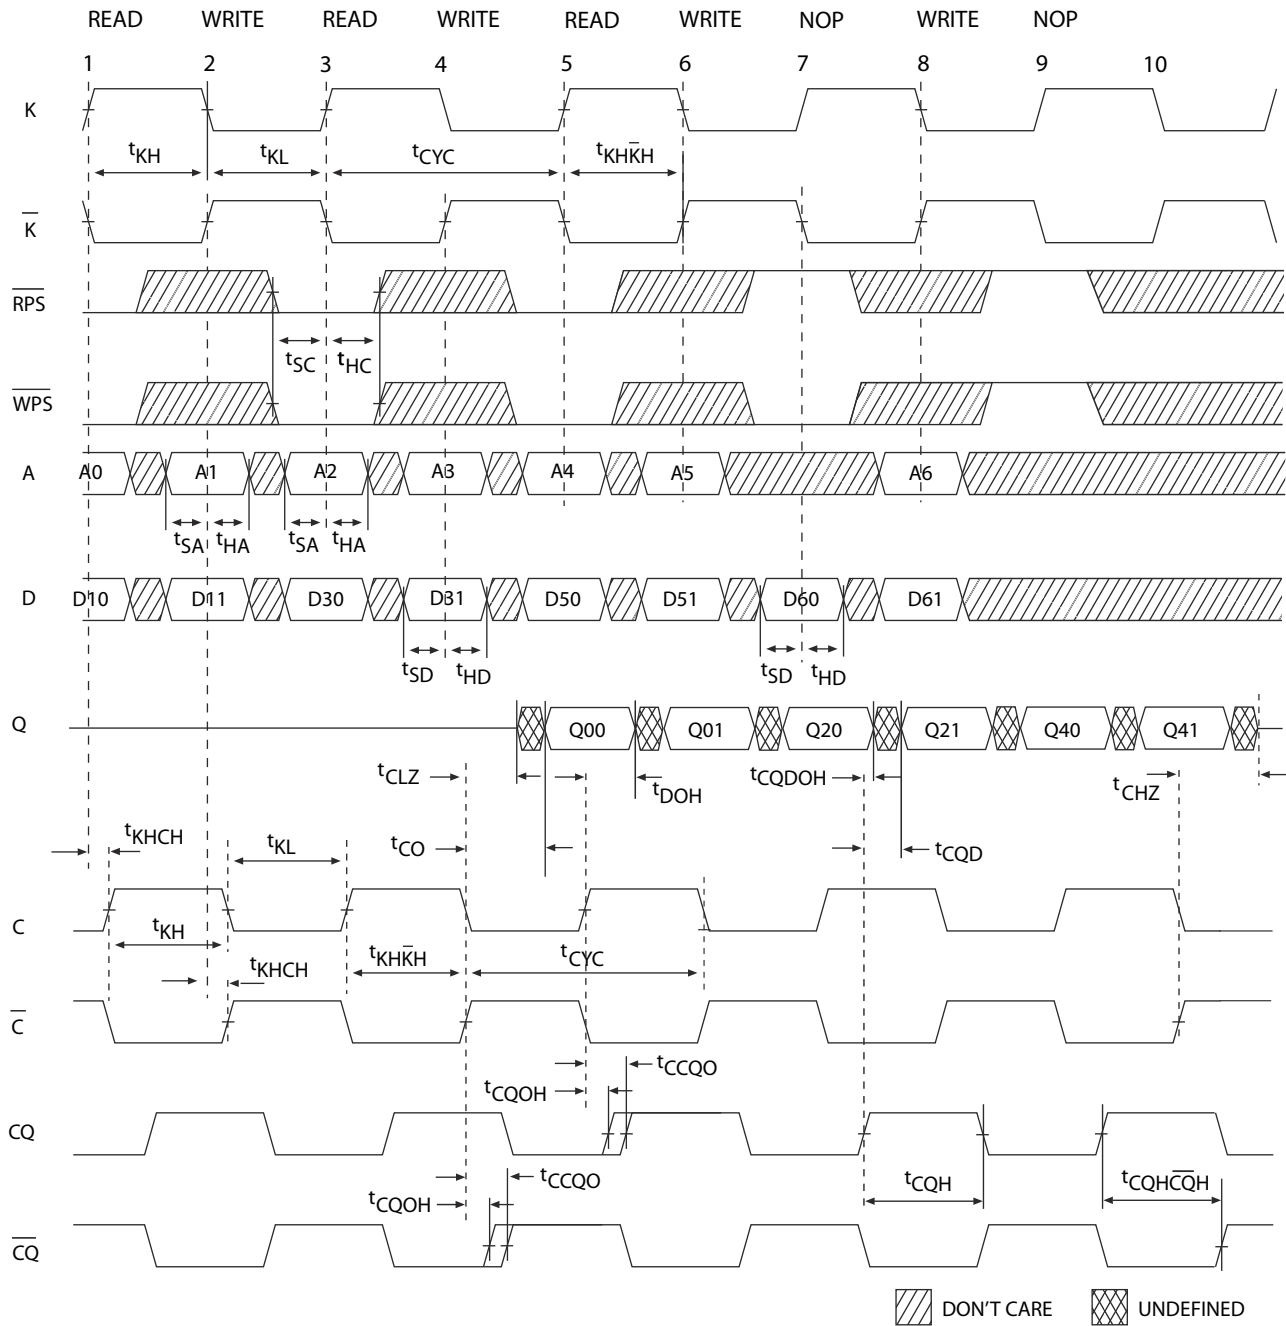 READ WRITE READ WRITE READ WRITE NOP WRITE NOP
1 2 3 4 5 6 7 8 9 10
K
tKH tKL tCYC tKHK̅H
K̅
R̅P̅S̅
tSC tHC
W̅P̅S̅
A A0 A1 A2 A3 A4 A5 A6
tSA tHA tSA tHA
D D10 D11 D30 D31 D50 D51 D60 D61
tSD tHD tSD tHD
Q Q00 Q01 Q20 Q21 Q40 Q41
tCLZ tDOH tCQDOH tCHZ
tKHCH tKL tCO tCQD
C
tKH tKHK̅H tCYC
tKHCH
C̅
tCCQO
tCQOH
CQ
tCCQO tCQH tCQHC̅Q̅H
tCQOH
C̅Q̅
DON'T CARE UNDEFINED